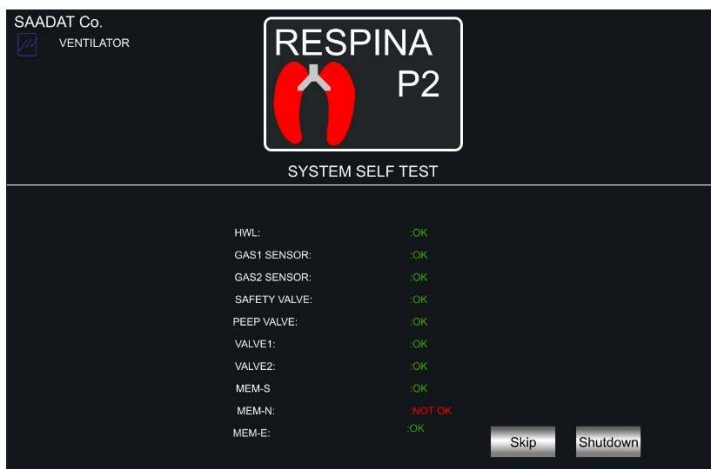 SAADAT Co.
VENTILATOR
RESPINA
P2
SYSTEM SELF TEST
HWL: :OK
GAS1 SENSOR: :OK
GAS2 SENSOR: :OK
SAFETY VALVE: :OK
PEEP VALVE: :OK
VALVE1: :OK
VALVE2: :OK
MEM-S :OK
MEM-N: :NOT OK
MEM-E: :OK
Skip Shutdown